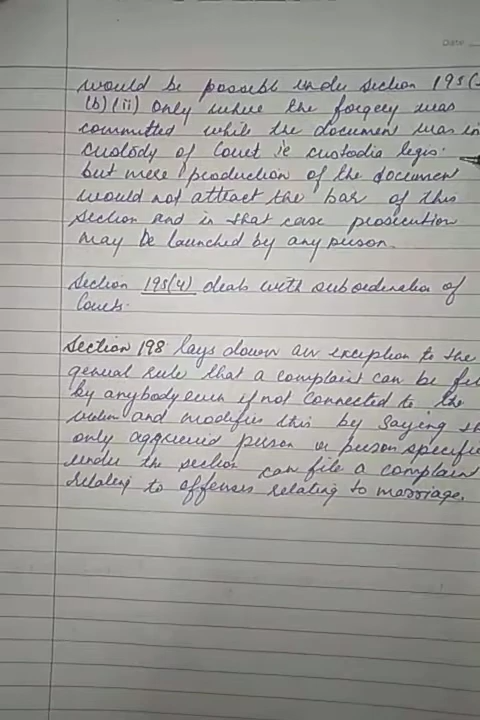 Date
would be possible under section 195(
(b)(ii) only where the forgery was
committed while the document was in
custody of Court ie custodia legis.
but mere production of the document
would not attract the bar of this
section and in that case prosecution
may be launched by any person.
Section 195(4) deals with subordination of
Courts.
Section 198 lays down an exception to the
general rule that a complaint can be
by anybody even if not connected to the
victim and modifies this by saying
only aggrieved person or person
under the section can file a complain
relating to offenses relating to marriage.